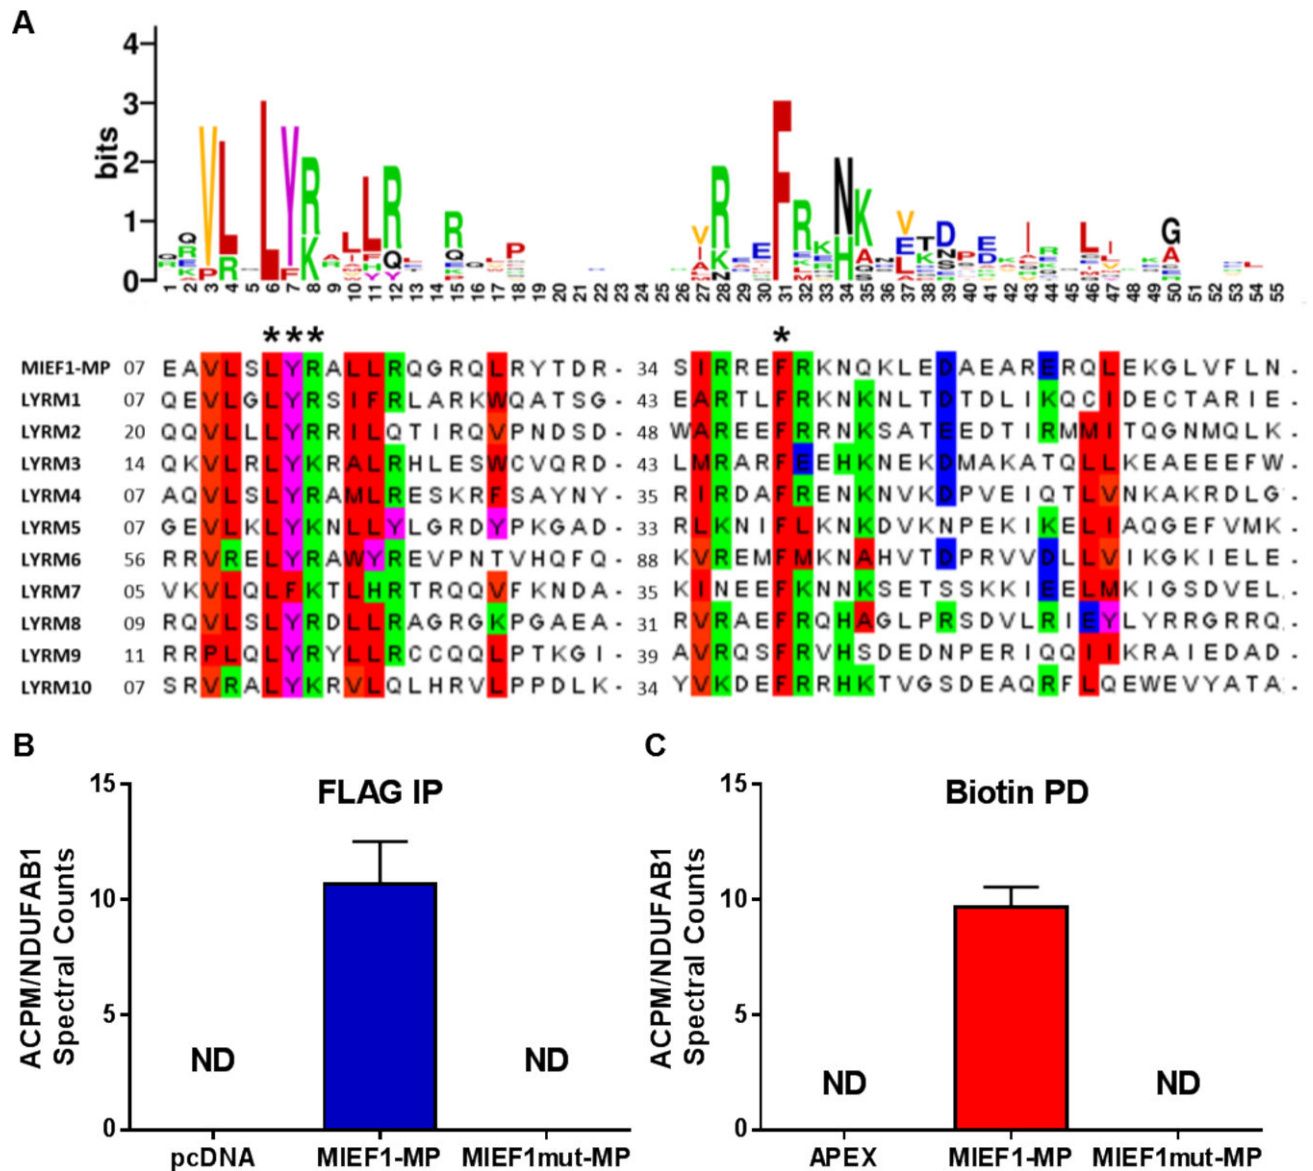 A
bits
4
3
2
1
0
1 2 3 4 5 6 7 8 9 10 11 12 13 14 15 16 17 18 19 20 21 22 23 24 25 26 27 28 29 30 31 32 33 34 35 36 37 38 39 40 41 42 43 44 45 46 47 48 49 50 51 52 53 54 55
* * * *
MIEF1-MP 07 EAVLSLYRALLRQGRQLRYTDR- 34 SIRREFRKNQKLEDAEARERQLEKGLVFLN-
LYRM1 07 QEVLGLYRSIFRLARKWQATSG- 43 EARTLFRKNKNLTDTDLIKQCIDECTARIE-
LYRM2 20 QQVLLLYRRILQTIRQVPNDSD- 48 WAREEFRRNKSATEEDTIRMMITQGNMQLK-
LYRM3 14 QKVLRLYKRALRHLESWCVQRD- 43 LMRARFEEHKNEKDMAKATQLLKEAEEEFW-
LYRM4 07 AQVLSLYRAMLRESKRFSAYNY- 35 RIRDAFRENKNVKDPVEIQTLVNKAKRDLG-
LYRM5 07 GEVLKLYKNLLYLGRDYPKGAD- 33 RLKNIFLKNKDVKNPEKIKELIAQGEFVMK-
LYRM6 56 RRVRELYRAWYREVPNTVHQFQ- 88 KVREMFMKNAHVTDPRVVDLLVIKGKIELE-
LYRM7 05 VKVLQLFKTLHRTRQQVFKNDA- 35 KINEEFKNNKSETSSKKIEELMKIGSDVEL-
LYRM8 09 RQVLSLYRDLLRAGRGKPGAEA- 31 VRAEFRQHAGLPRSDVLRIEYLYRRGRRQ-
LYRM9 11 RRPLQLYRYLLRCCQQLPTKGI- 39 AVRQSFRVHSDEDNPERIQQIIKRAIEDAD-
LYRM10 07 SRVRALYKRVLQLHRVLPPDLK- 34 YVKDEFRRHKTVGSDEAQRFLQEWEVYATA-
B
FLAG IP
ACPM/NDUFAB1
Spectral Counts
15
10
5
0
ND
ND
pcDNA MIEF1-MP MIEF1mut-MP
C
Biotin PD
ACPM/NDUFAB1
Spectral Counts
15
10
5
0
ND
ND
APEX MIEF1-MP MIEF1mut-MP